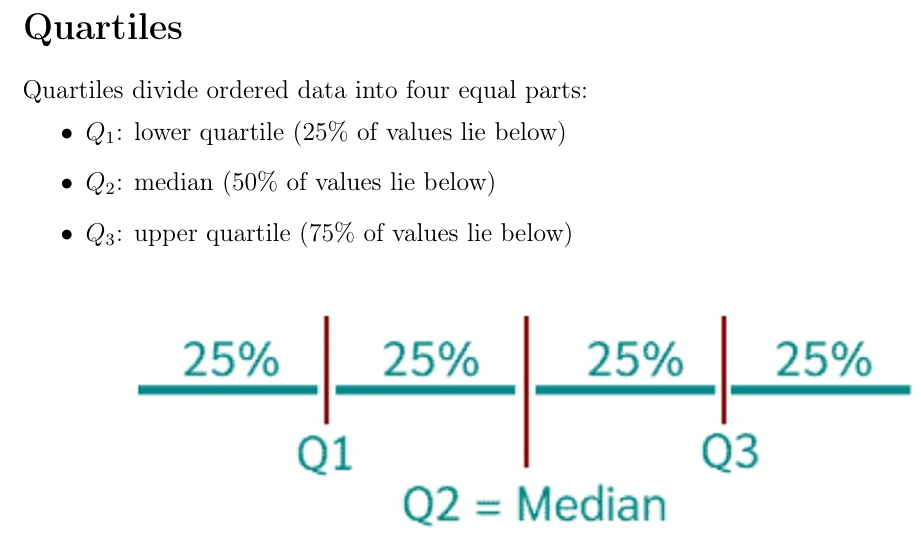 Quartiles
Quartiles divide ordered data into four equal parts:
• Q₁: lower quartile (25% of values lie below)
• Q₂: median (50% of values lie below)
• Q₃: upper quartile (75% of values lie below)
25% 25% 25% 25%
Q1 Q3
Q2 = Median